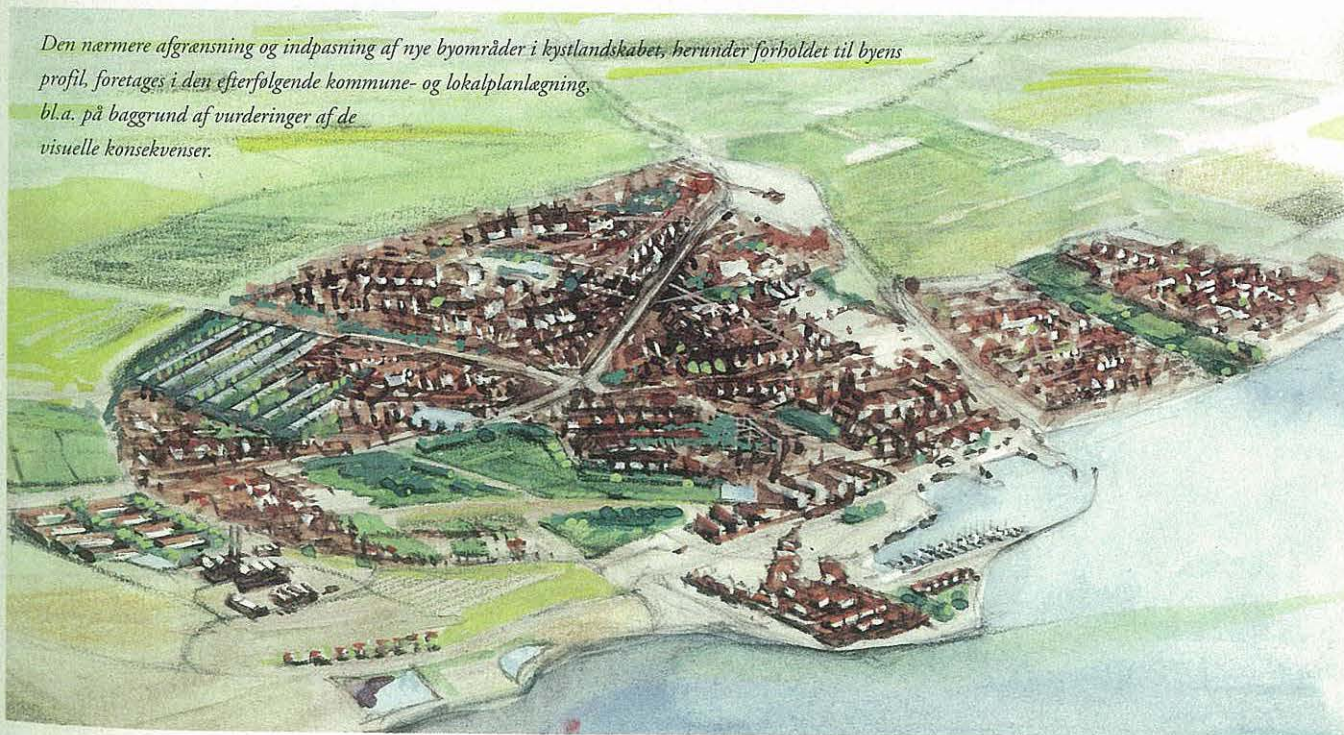 Den nærmere afgrænsning og indpasning af nye byområder i kystlandskabet, herunder forholdet til byens
profil, foretages i den efterfølgende kommune- og lokalplanlægning,
bl.a. på baggrund af vurderinger af de
visuelle konsekvenser.